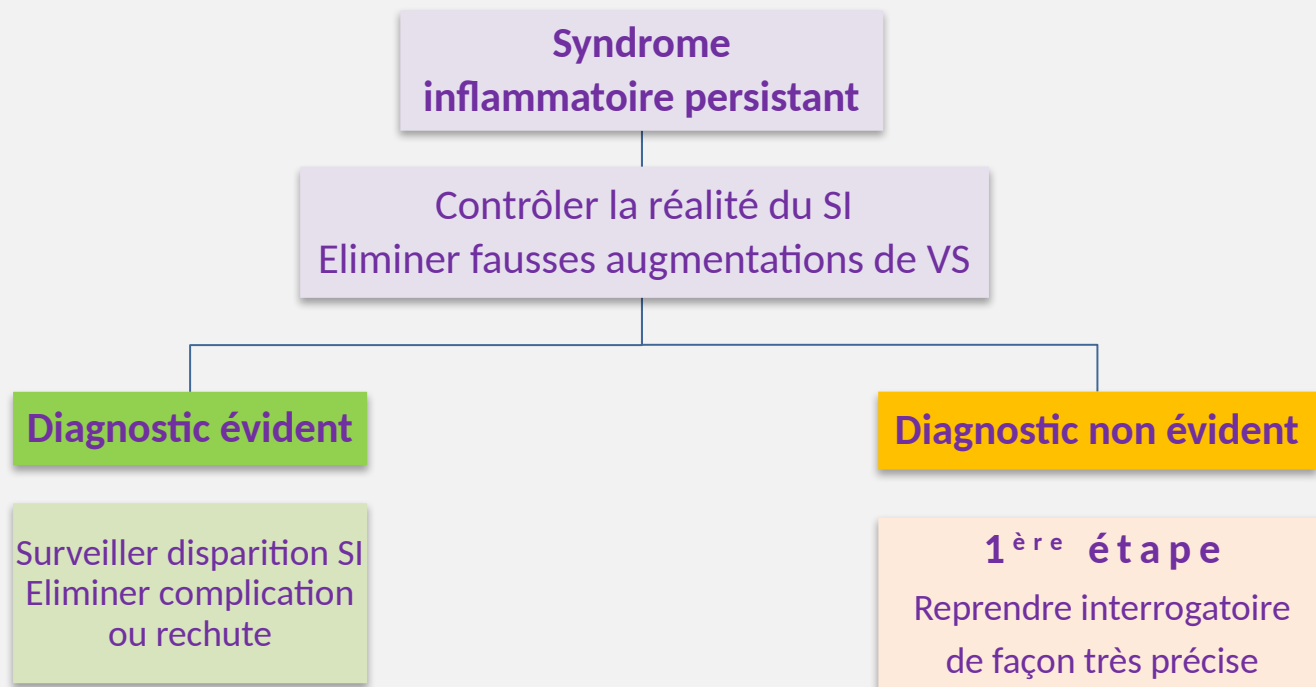 Syndrome
inflammatoire persistant
Contrôler la réalité du SI
Eliminer fausses augmentations de VS
Diagnostic évident
Diagnostic non évident
Surveiller disparition SI
Eliminer complication
ou rechute
1ère étape
Reprendre interrogatoire
de façon très précise